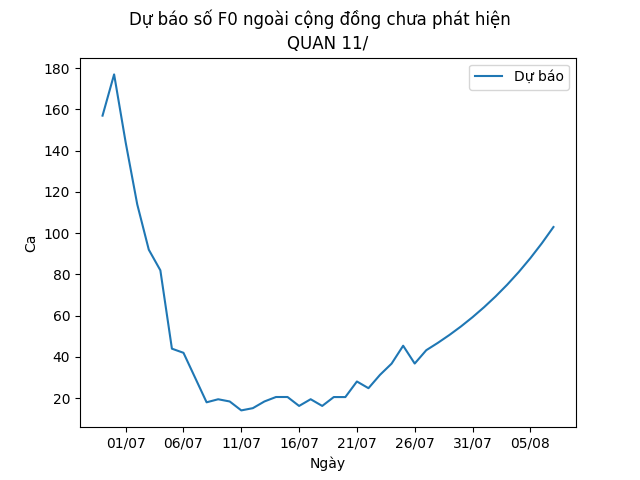 Dự báo số F0 ngoài cộng đồng chưa phát hiện
QUAN 11/
Dự báo
180
160
140
120
100
80
60
40
20
Ca
01/07 06/07 11/07 16/07 21/07 26/07 31/07 05/08
Ngày